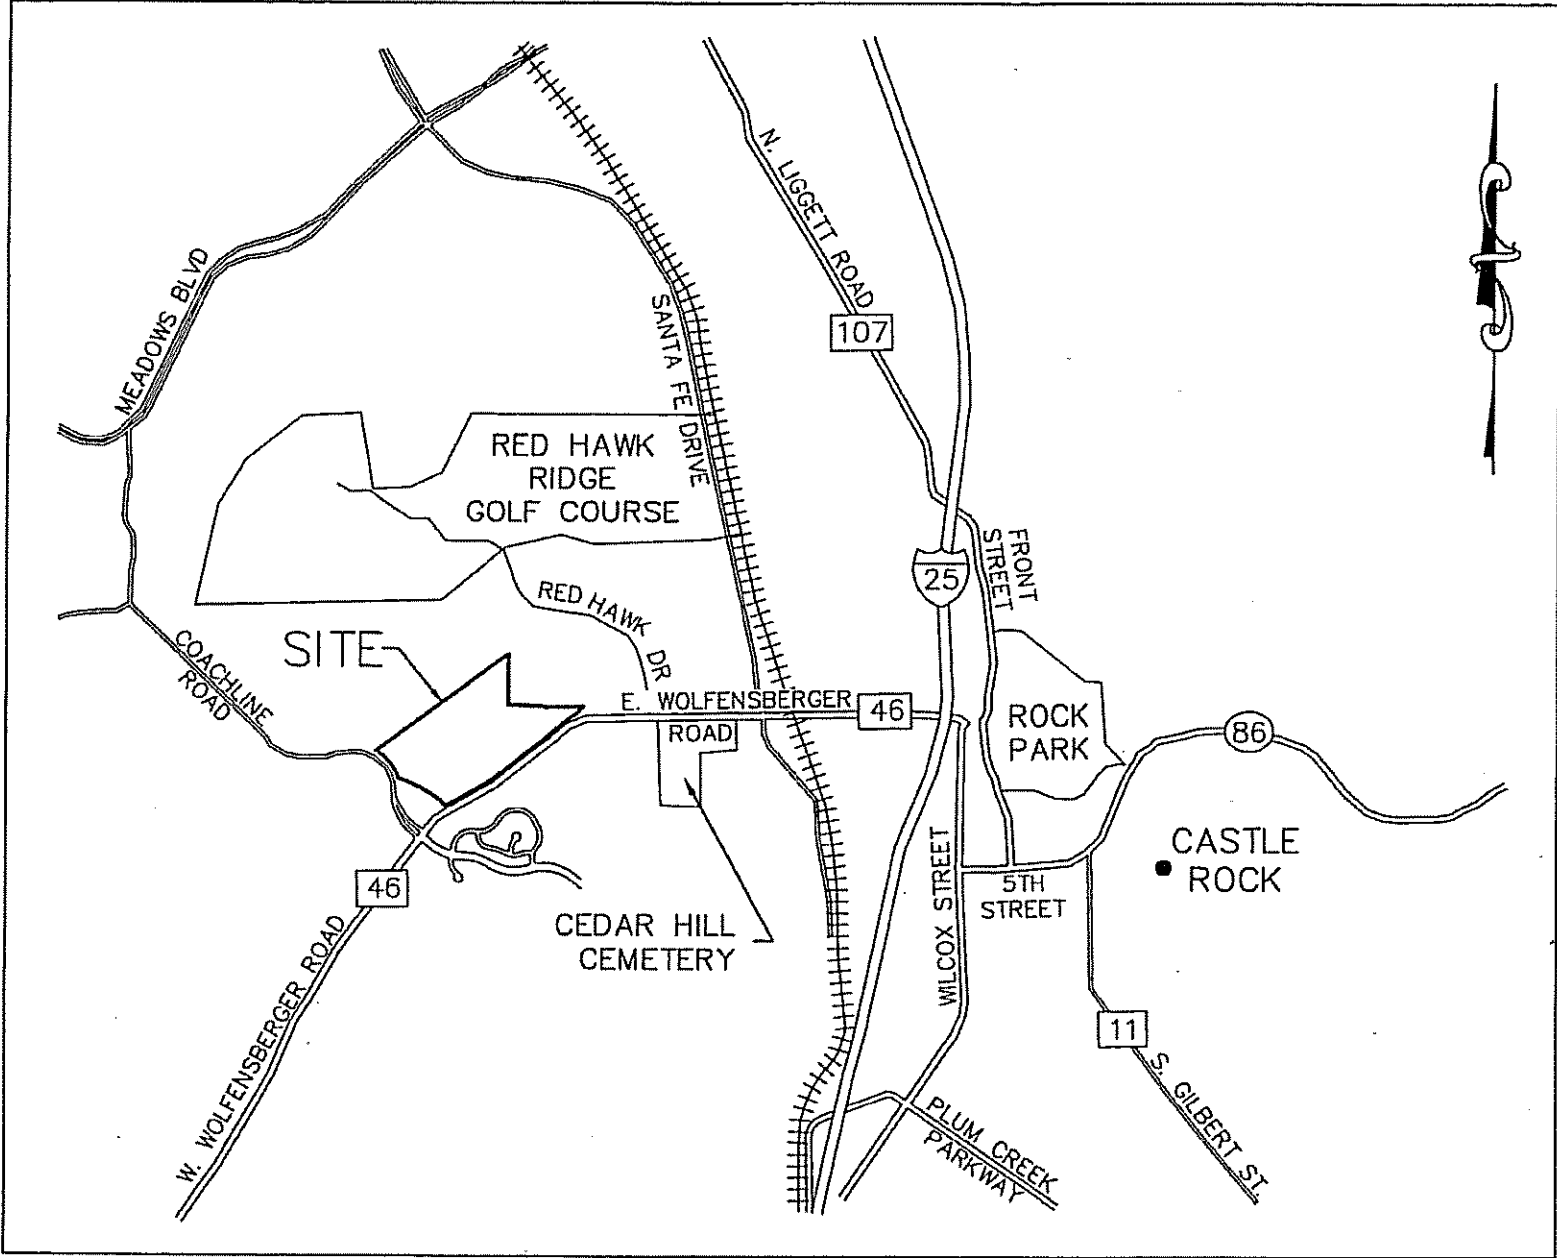 N. LIGGETT ROAD
107
MEADOWS BLVD
SANTA FE DRIVE
RED HAWK
RIDGE
GOLF COURSE
FRONT
STREET
25
RED HAWK DR
SITE
COACHLINE
ROAD
E. WOLFENSBERGER
ROAD
46
ROCK
PARK
86
CASTLE
ROCK
WILCOX STREET
5TH
STREET
46
CEDAR HILL
CEMETERY
W. WOLFENSBERGER ROAD
11
S. GILBERT ST.
PLUM CREEK
PARKWAY